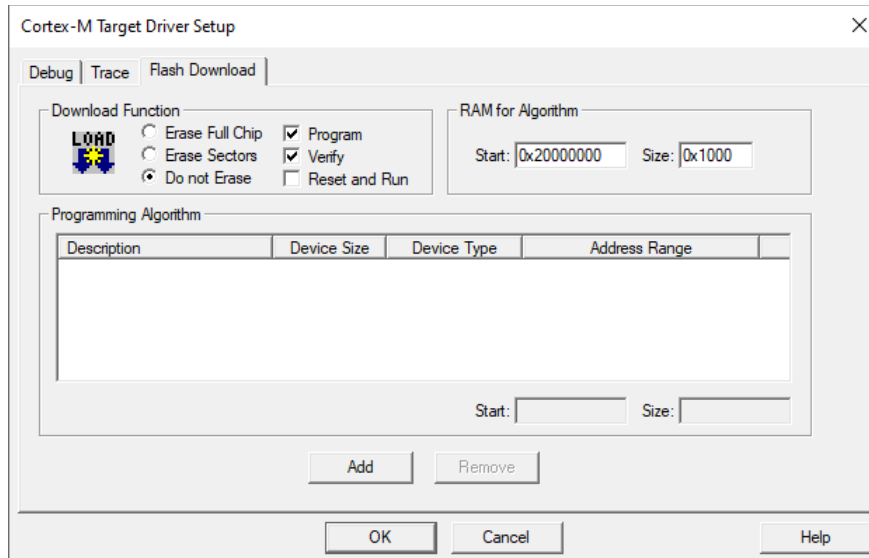 Cortex-M Target Driver Setup
Debug Trace Flash Download
Download Function
LOAD
Erase Full Chip
Erase Sectors
Do not Erase
Program
Verify
Reset and Run
RAM for Algorithm
Start: 0x20000000 Size: 0x1000
Programming Algorithm
Description Device Size Device Type Address Range
Start: Size:
Add Remove
OK Cancel Help